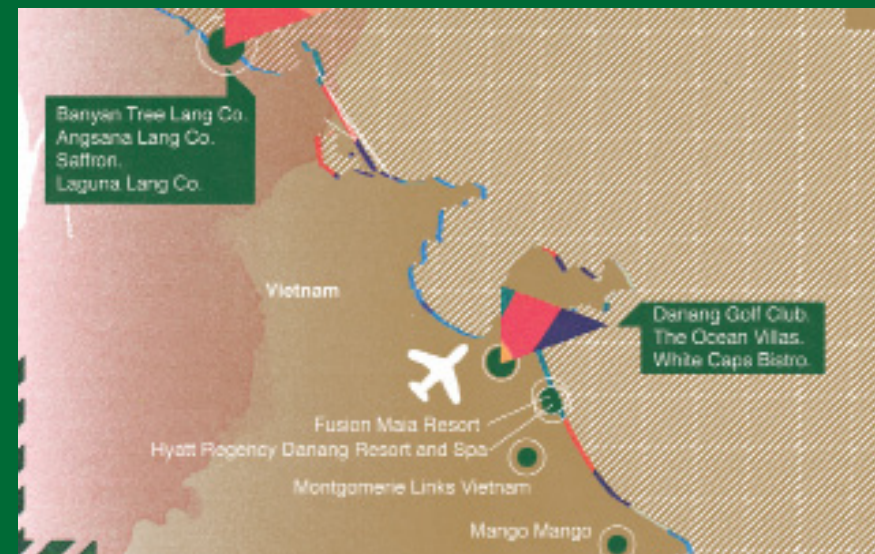 Banyan Tree Lang Co.
Angsana Lang Co.
Saffron.
Laguna Lang Co.
Vietnam
Danang Golf Club.
The Ocean Villas.
White Caps Bistro.
Fusion Maia Resort
Hyatt Regency Danang Resort and Spa
Montgomerie Links Vietnam
Mango Mango